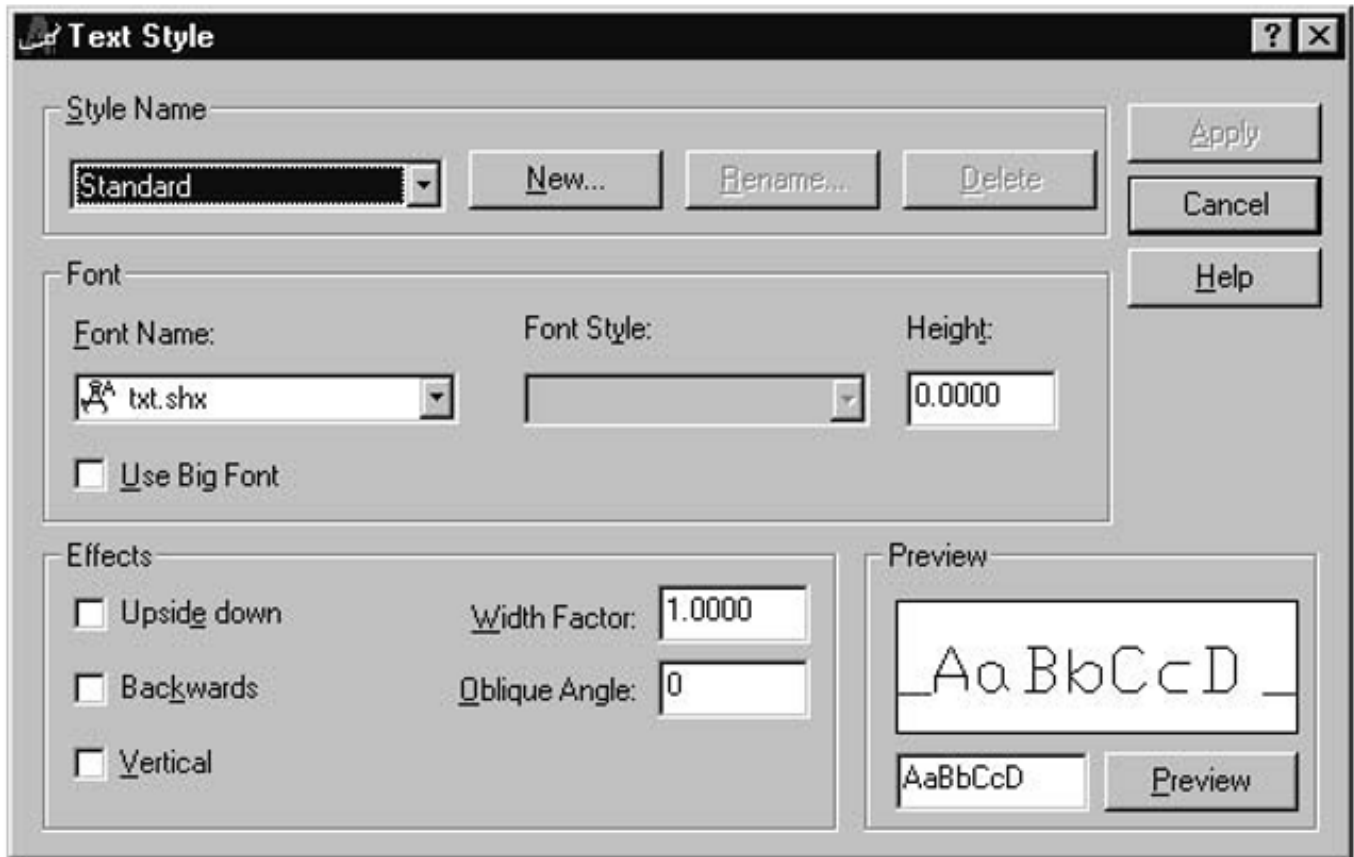 Text Style
Style Name
Standard New... Rename... Delete
Apply
Cancel
Help
Font
Font Name: Font Style: Height:
txt.shx 0.0000
Use Big Font
Effects
Upside down Width Factor: 1.0000
Backwards Oblique Angle: 0
Vertical
Preview
AaBbCcD
AaBbCcD Preview